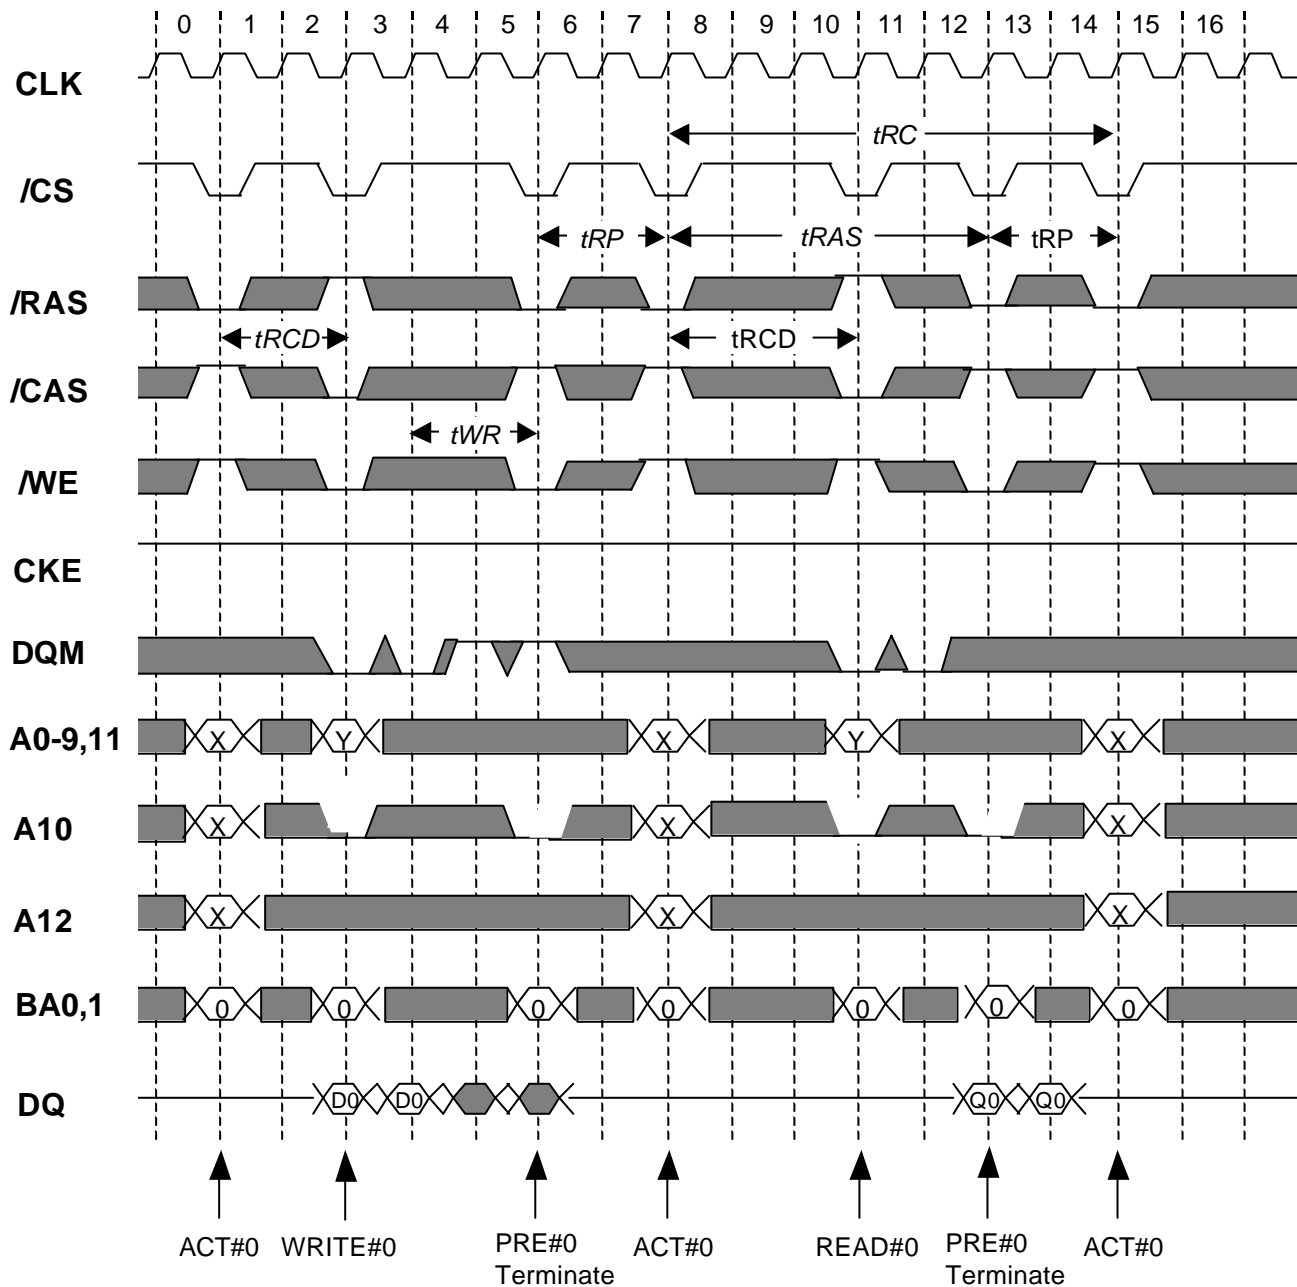 0 1 2 3 4 5 6 7 8 9 10 11 12 13 14 15 16
CLK
tRC
/CS
tRP tRAS tRP
/RAS
tRCD tRCD
/CAS
tWR
/WE
CKE
DQM
A0-9,11 X Y X Y X
A10 X X X
A12 X X X
BA0,1 0 0 0 0 0 0 0
DQ D0 D0 Q0 Q0
ACT#0 WRITE#0 PRE#0 ACT#0 READ#0 PRE#0 ACT#0
Terminate Terminate